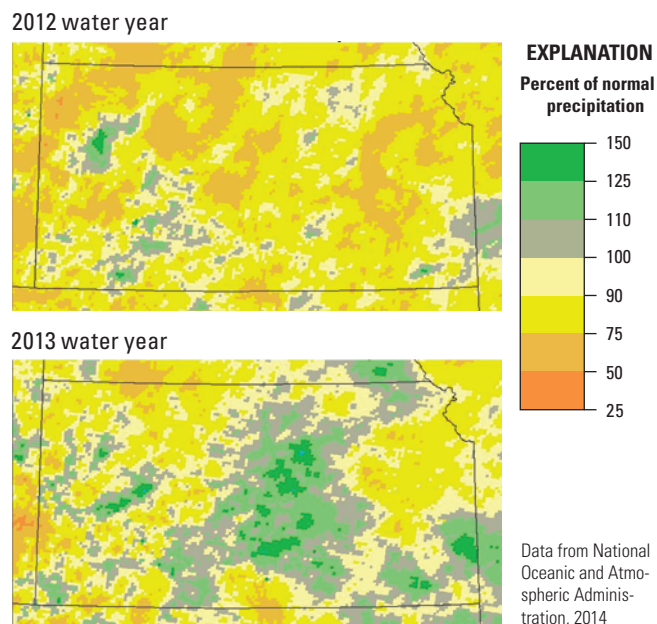 2012 water year
2013 water year
EXPLANATION
Percent of normal
precipitation
150
125
110
100
90
75
50
25
Data from National
Oceanic and Atmo-
spheric Adminis-
tration, 2014